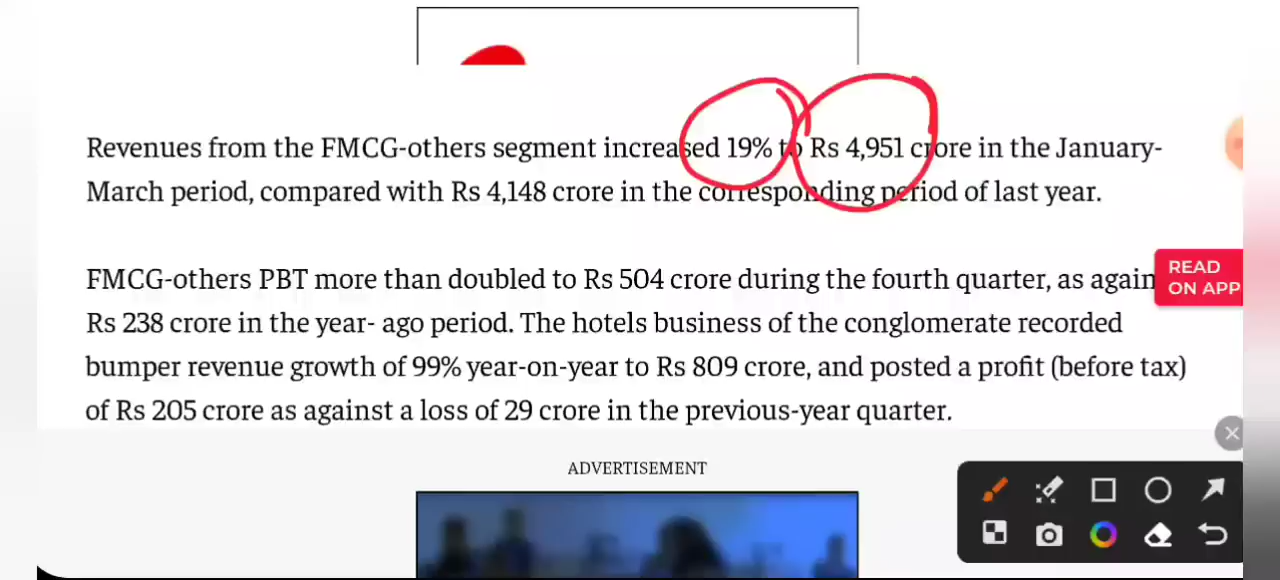 Revenues from the FMCG-others segment increased 19% to Rs 4,951 crore in the January-
March period, compared with Rs 4,148 crore in the corresponding period of last year.
FMCG-others PBT more than doubled to Rs 504 crore during the fourth quarter, as again
Rs 238 crore in the year- ago period. The hotels business of the conglomerate recorded
bumper revenue growth of 99% year-on-year to Rs 809 crore, and posted a profit (before tax)
of Rs 205 crore as against a loss of 29 crore in the previous-year quarter.
READ
ON APP
ADVERTISEMENT